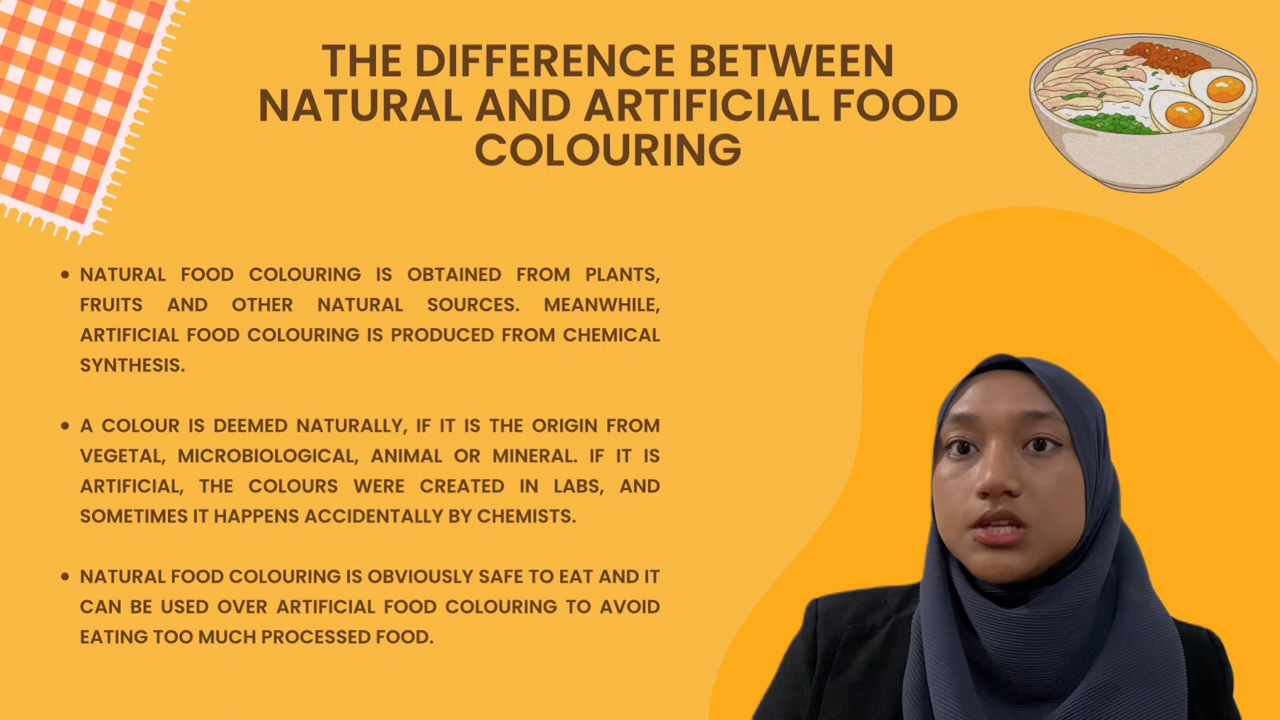 THE DIFFERENCE BETWEEN
NATURAL AND ARTIFICIAL FOOD
COLOURING
• NATURAL FOOD COLOURING IS OBTAINED FROM PLANTS,
FRUITS AND OTHER NATURAL SOURCES. MEANWHILE,
ARTIFICIAL FOOD COLOURING IS PRODUCED FROM CHEMICAL
SYNTHESIS.
• A COLOUR IS DEEMED NATURALLY, IF IT IS THE ORIGIN FROM
VEGETAL, MICROBIOLOGICAL, ANIMAL OR MINERAL. IF IT IS
ARTIFICIAL, THE COLOURS WERE CREATED IN LABS, AND
SOMETIMES IT HAPPENS ACCIDENTALLY BY CHEMISTS.
• NATURAL FOOD COLOURING IS OBVIOUSLY SAFE TO EAT AND IT
CAN BE USED OVER ARTIFICIAL FOOD COLOURING TO AVOID
EATING TOO MUCH PROCESSED FOOD.